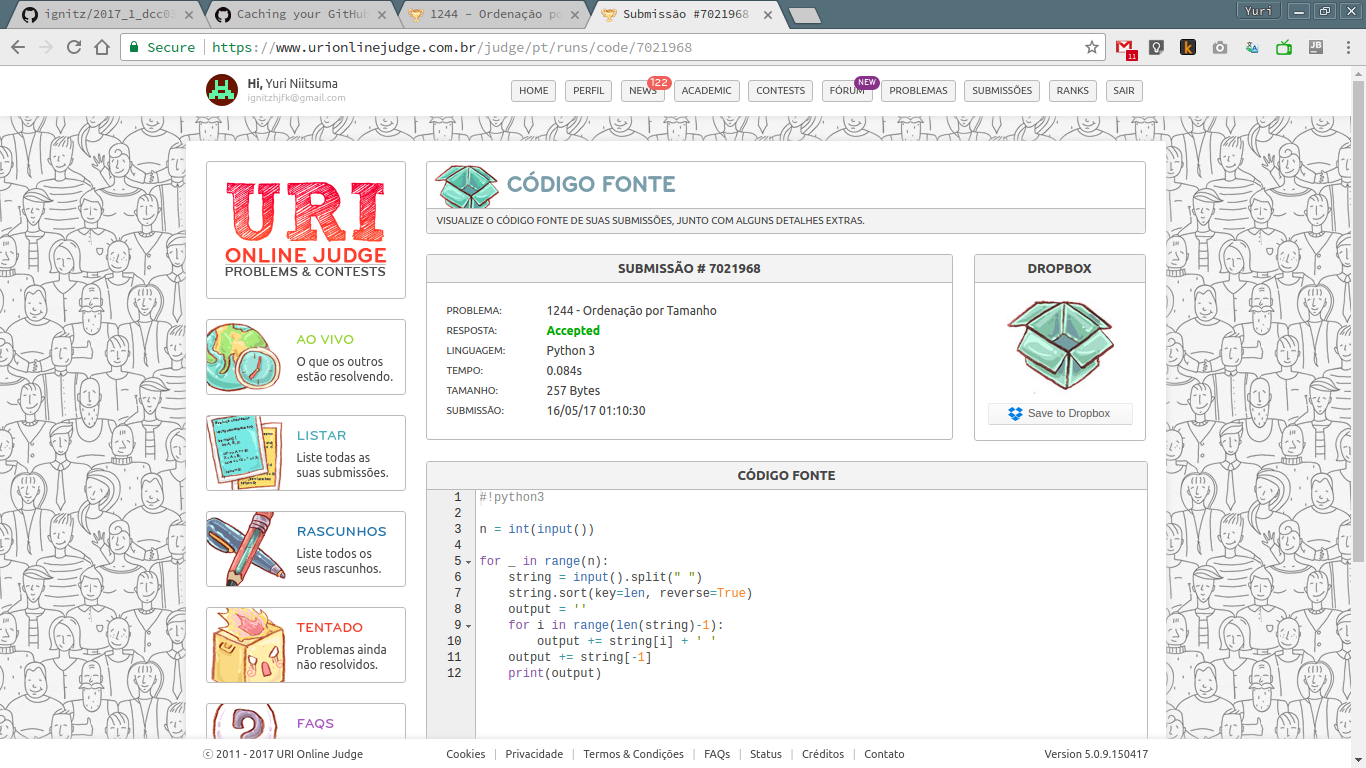 ignitz/2017_1_dcc03
Caching your GitHub
1244 - Ordenação po
Submissão #7021968
Yuri
Secure
https://www.urionlinejudge.com.br/judge/pt/runs/code/7021968
11
Hi, Yuri Niitsuma
ignitzhjfk@gmail.com
HOME
PERFIL
NEWS
122
ACADEMIC
CONTESTS
FÓRUM
NEW
PROBLEMAS
SUBMISSÕES
RANKS
SAIR
URI
ONLINE JUDGE
PROBLEMS & CONTESTS
CÓDIGO FONTE
VISUALIZE O CÓDIGO FONTE DE SUAS SUBMISSÕES, JUNTO COM ALGUNS DETALHES EXTRAS.
SUBMISSÃO # 7021968
PROBLEMA: 1244 - Ordenação por Tamanho
RESPOSTA: Accepted
LINGUAGEM: Python 3
TEMPO: 0.084s
TAMANHO: 257 Bytes
SUBMISSÃO: 16/05/17 01:10:30
DROPBOX
Save to Dropbox
AO VIVO
O que os outros
estão resolvendo.
LISTAR
Liste todas as
suas submissões.
RASCUNHOS
Liste todos os
seus rascunhos.
TENTADO
Problemas ainda
não resolvidos.
FAQS
CÓDIGO FONTE
1 #!python3
2
3 n = int(input())
4
5 for _ in range(n):
6     string = input().split(" ")
7     string.sort(key=len, reverse=True)
8     output = ''
9     for i in range(len(string)-1):
10         output += string[i] + ' '
11     output += string[-1]
12     print(output)
© 2011 - 2017 URI Online Judge
Cookies | Privacidade | Termos & Condições | FAQs | Status | Créditos | Contato
Version 5.0.9.150417